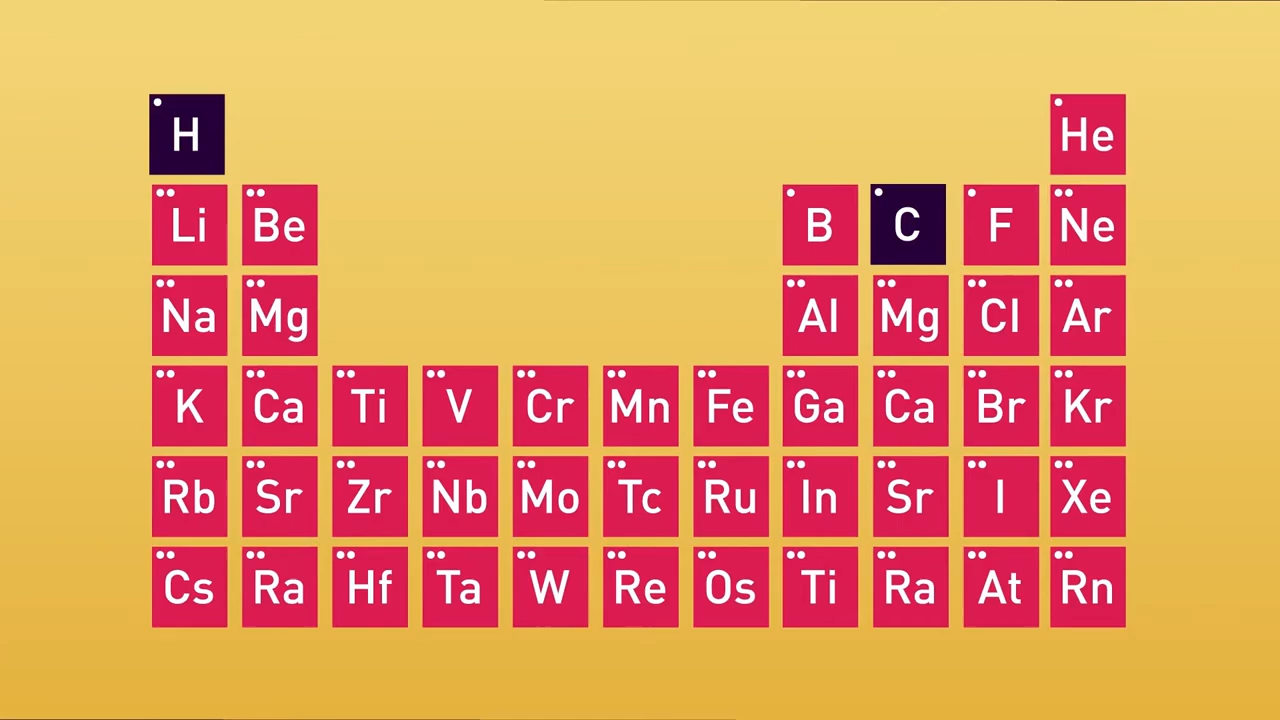 H He
Li Be B C F Ne
Na Mg Al Mg Cl Ar
K Ca Ti V Cr Mn Fe Ga Ca Br Kr
Rb Sr Zr Nb Mo Tc Ru In Sr I Xe
Cs Ra Hf Ta W Re Os Ti Ra At Rn